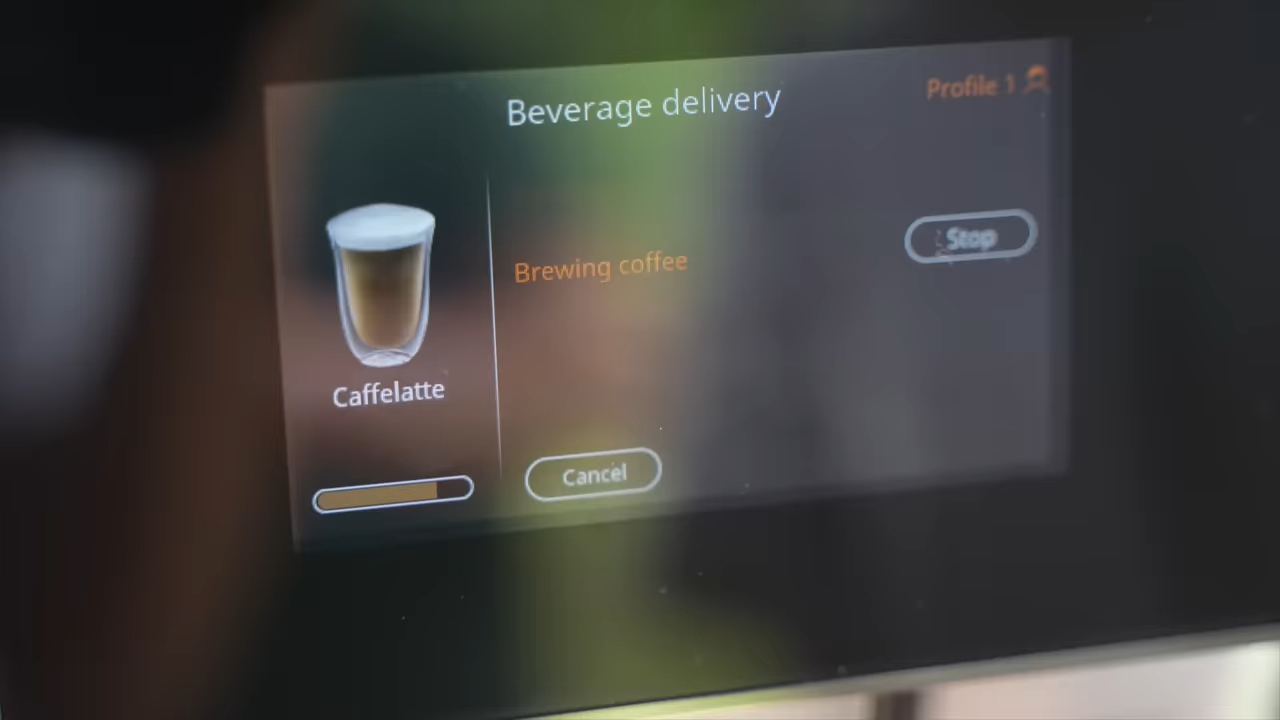 Beverage delivery
Profile 1
Stop
Brewing coffee
Caffelatte
Cancel